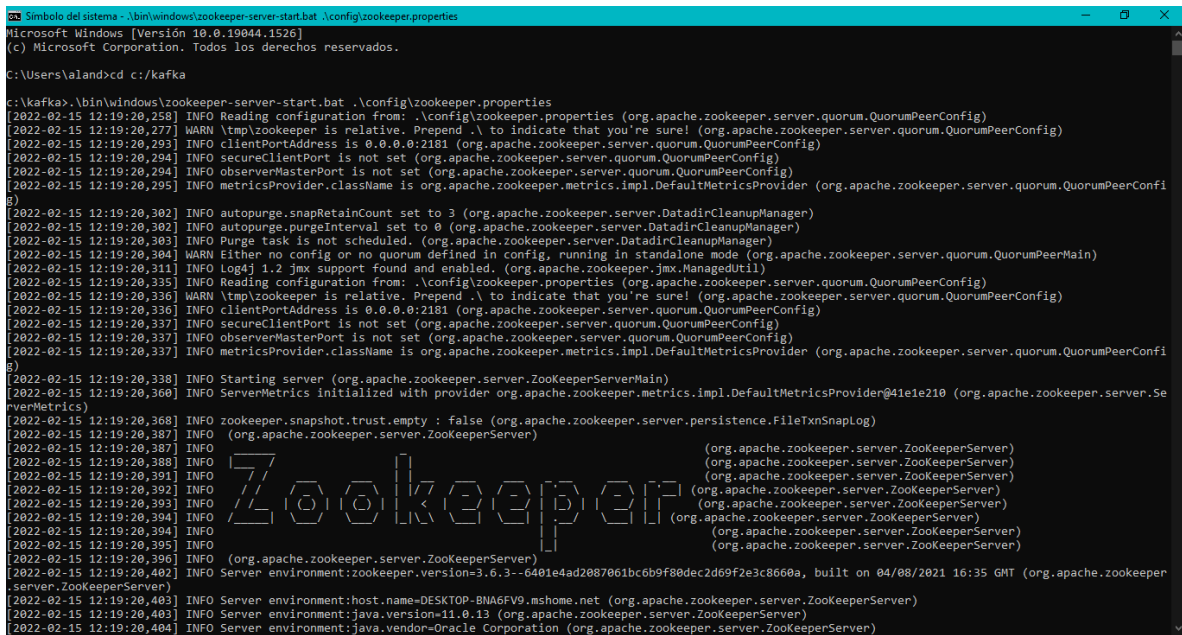 Símbolo del sistema - .\bin\windows\zookeeper-server-start.bat .\config\zookeeper.properties
Microsoft Windows [Versión 10.0.19044.1526]
(c) Microsoft Corporation. Todos los derechos reservados.
C:\Users\aland>cd c:/kafka
c:\kafka>.\bin\windows\zookeeper-server-start.bat .\config\zookeeper.properties
[2022-02-15 12:19:20,258] INFO Reading configuration from: .\config\zookeeper.properties (org.apache.zookeeper.server.quorum.QuorumPeerConfig)
[2022-02-15 12:19:20,277] WARN \tmp\zookeeper is relative. Prepend .\ to indicate that you're sure! (org.apache.zookeeper.server.quorum.QuorumPeerConfig)
[2022-02-15 12:19:20,293] INFO clientPortAddress is 0.0.0.0:2181 (org.apache.zookeeper.server.quorum.QuorumPeerConfig)
[2022-02-15 12:19:20,294] INFO secureClientPort is not set (org.apache.zookeeper.server.quorum.QuorumPeerConfig)
[2022-02-15 12:19:20,294] INFO observerMasterPort is not set (org.apache.zookeeper.server.quorum.QuorumPeerConfig)
[2022-02-15 12:19:20,295] INFO metricsProvider.className is org.apache.zookeeper.metrics.impl.DefaultMetricsProvider (org.apache.zookeeper.server.quorum.QuorumPeerConfi
g)
[2022-02-15 12:19:20,302] INFO autopurge.snapRetainCount set to 3 (org.apache.zookeeper.server.DatadirCleanupManager)
[2022-02-15 12:19:20,302] INFO autopurge.purgeInterval set to 0 (org.apache.zookeeper.server.DatadirCleanupManager)
[2022-02-15 12:19:20,303] INFO Purge task is not scheduled. (org.apache.zookeeper.server.DatadirCleanupManager)
[2022-02-15 12:19:20,304] WARN Either no config or no quorum defined in config, running in standalone mode (org.apache.zookeeper.server.quorum.QuorumPeerMain)
[2022-02-15 12:19:20,311] INFO Log4j 1.2 jmx support found and enabled. (org.apache.zookeeper.jmx.ManagedUtil)
[2022-02-15 12:19:20,335] INFO Reading configuration from: .\config\zookeeper.properties (org.apache.zookeeper.server.quorum.QuorumPeerConfig)
[2022-02-15 12:19:20,336] WARN \tmp\zookeeper is relative. Prepend .\ to indicate that you're sure! (org.apache.zookeeper.server.quorum.QuorumPeerConfig)
[2022-02-15 12:19:20,336] INFO clientPortAddress is 0.0.0.0:2181 (org.apache.zookeeper.server.quorum.QuorumPeerConfig)
[2022-02-15 12:19:20,337] INFO secureClientPort is not set (org.apache.zookeeper.server.quorum.QuorumPeerConfig)
[2022-02-15 12:19:20,337] INFO observerMasterPort is not set (org.apache.zookeeper.server.quorum.QuorumPeerConfig)
[2022-02-15 12:19:20,337] INFO metricsProvider.className is org.apache.zookeeper.metrics.impl.DefaultMetricsProvider (org.apache.zookeeper.server.quorum.QuorumPeerConfi
g)
[2022-02-15 12:19:20,338] INFO Starting server (org.apache.zookeeper.server.ZooKeeperServerMain)
[2022-02-15 12:19:20,360] INFO ServerMetrics initialized with provider org.apache.zookeeper.metrics.impl.DefaultMetricsProvider@41e1e210 (org.apache.zookeeper.server.Se
rverMetrics)
[2022-02-15 12:19:20,368] INFO zookeeper.snapshot.trust.empty : false (org.apache.zookeeper.server.persistence.FileTxnSnapLog)
[2022-02-15 12:19:20,387] INFO (org.apache.zookeeper.server.ZooKeeperServer)
[2022-02-15 12:19:20,387] INFO (org.apache.zookeeper.server.ZooKeeperServer)
[2022-02-15 12:19:20,388] INFO (org.apache.zookeeper.server.ZooKeeperServer)
[2022-02-15 12:19:20,391] INFO (org.apache.zookeeper.server.ZooKeeperServer)
[2022-02-15 12:19:20,392] INFO Zookeeper (org.apache.zookeeper.server.ZooKeeperServer)
[2022-02-15 12:19:20,393] INFO (org.apache.zookeeper.server.ZooKeeperServer)
[2022-02-15 12:19:20,394] INFO (org.apache.zookeeper.server.ZooKeeperServer)
[2022-02-15 12:19:20,394] INFO (org.apache.zookeeper.server.ZooKeeperServer)
[2022-02-15 12:19:20,395] INFO (org.apache.zookeeper.server.ZooKeeperServer)
[2022-02-15 12:19:20,396] INFO (org.apache.zookeeper.server.ZooKeeperServer)
[2022-02-15 12:19:20,402] INFO Server environment:zookeeper.version=3.6.3--6401e4ad2087061bc6b9f80dec2d69f2e3c8660a, built on 04/08/2021 16:35 GMT (org.apache.zookeeper
.server.ZooKeeperServer)
[2022-02-15 12:19:20,403] INFO Server environment:host.name=DESKTOP-BNA6FV9.mshome.net (org.apache.zookeeper.server.ZooKeeperServer)
[2022-02-15 12:19:20,403] INFO Server environment:java.version=11.0.13 (org.apache.zookeeper.server.ZooKeeperServer)
[2022-02-15 12:19:20,404] INFO Server environment:java.vendor=Oracle Corporation (org.apache.zookeeper.server.ZooKeeperServer)